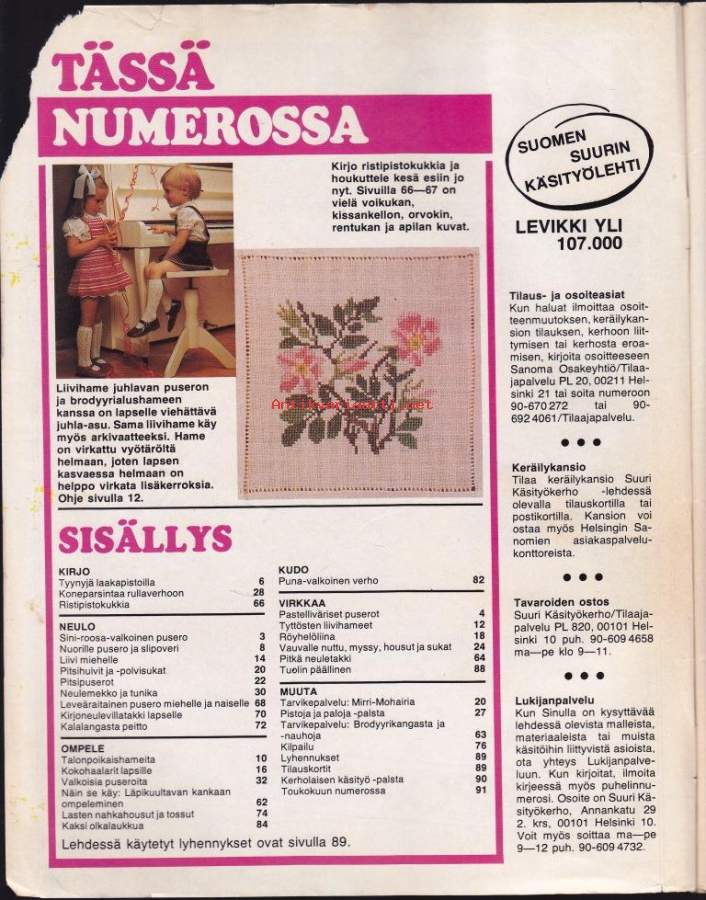 TÄSSÄ
NUMEROSSA
Kirjo ristipistokukkia ja
houkuttele kesä esiin jo
nyt. Sivuilla 66—67 on
vielä voikukan,
kissankellon, orvokin,
rentukan ja apilan kuvat.
Liivihame juhlavan puseron
ja brodyyrialushameen
kanssa on lapselle viehättävä
juhla-asu. Sama liivihame käy
myös arkivaatteeksi. Hame
on virkattu vyötäröltä
helmaan, joten lapsen
kasvaessa helmaan on
helppo virkata lisäkerroksia.
Ohje sivulla 12.
Antikvariaatti.net
SISÄLLYS
KIRJO
Tyynyjä laakapistoilla 6
Koneparsintaa rullaverhoon 28
Ristipistokukkia 66
NEULO
Sini-roosa-valkoinen pusero 3
Nuorille pusero ja slipoveri 8
Liivi miehelle 14
Pitsihuivit ja -polvisukat 20
Pitsipuserot 22
Neulemekko ja tunika 30
Leveäraitainen pusero miehelle ja naiselle 68
Kirjoneulevillatakki lapselle 70
Kalalangasta peitto 72
OMPELE
Talonpoikaishameita 10
Kokohaalarit lapsille 16
Valkoisia puseroita 32
Näin se käy: Läpikuultavan kankaan
ompeleminen 62
Lasten nahkahousut ja tossut 74
Kaksi olkalaukkua 84
KUDO
Puna-valkoinen verho 82
VIRKKAA
Pastelliväriset puserot 4
Tyttösten liivihameet 12
Röyhelöliina 18
Vauvalle nuttu, myssy, housut ja sukat 24
Pitkä neuletakki 64
Tuolin päällinen 88
MUUTA
Tarvikepalvelu: Mirri-Mohairia 20
Pistoja ja paloja -palsta 27
Tarvikepalvelu: Brodyyrikangasta ja
-nauhoja 63
Kilpailu 76
Lyhennukset 89
Tilauskortit 89
Kerholaisen käsityö -palsta 90
Toukokuun numerossa 91
Lehdessä käytetyt lyhennykset ovat sivulla 89.
SUOMEN
SUURIN
KÄSITYÖLEHTI
LEVIKKI YLI
107.000
Tilaus- ja osoiteasiat
Kun haluat ilmoittaa osoit-
teenmuutoksen, keräilykan-
sion tilauksen, kerhoon liit-
tymisen tai kerhosta eroa-
misen, kirjoita osoitteeseen
Sanoma Osakeyhtiö/Tilaa-
japalvelu PL 20, 00211 Hel-
sinki 21 tai soita numeroon
90-670 272 tai 90-
692 4061/Tilaajapalvelu.
Keräilykansio
Tilaa keräilykansio Suuri
Käsityökerho -lehdessä
olevalla tilauskortilla tai
postikortilla. Kansion voi
ostaa myös Helsingin Sa-
nomien asiakaspalvelu-
konttoreista.
Tavaroiden ostos
Suuri Käsityökerho/Tilaaja-
palvelu PL 820, 00101 Hel-
sinki 10 puh. 90-609 4658
ma—pe klo 9—11.
Lukijanpalvelu
Kun Sinulla on kysyttävää
lehdessä olevista malleista,
materiaaleista tai muista
käsitöihin liittyvistä asioista,
ota yhteys Lukijanpalve-
luun. Kun kirjoitat, ilmoita
kirjeessä myös puhelinnu-
merosi. Osoite on Suuri Kä-
sityökerho, Annankatu 29
2. krs, 00101 Helsinki 10.
Voit myös soittaa ma—pe
9—12 puh. 90-609 4732.